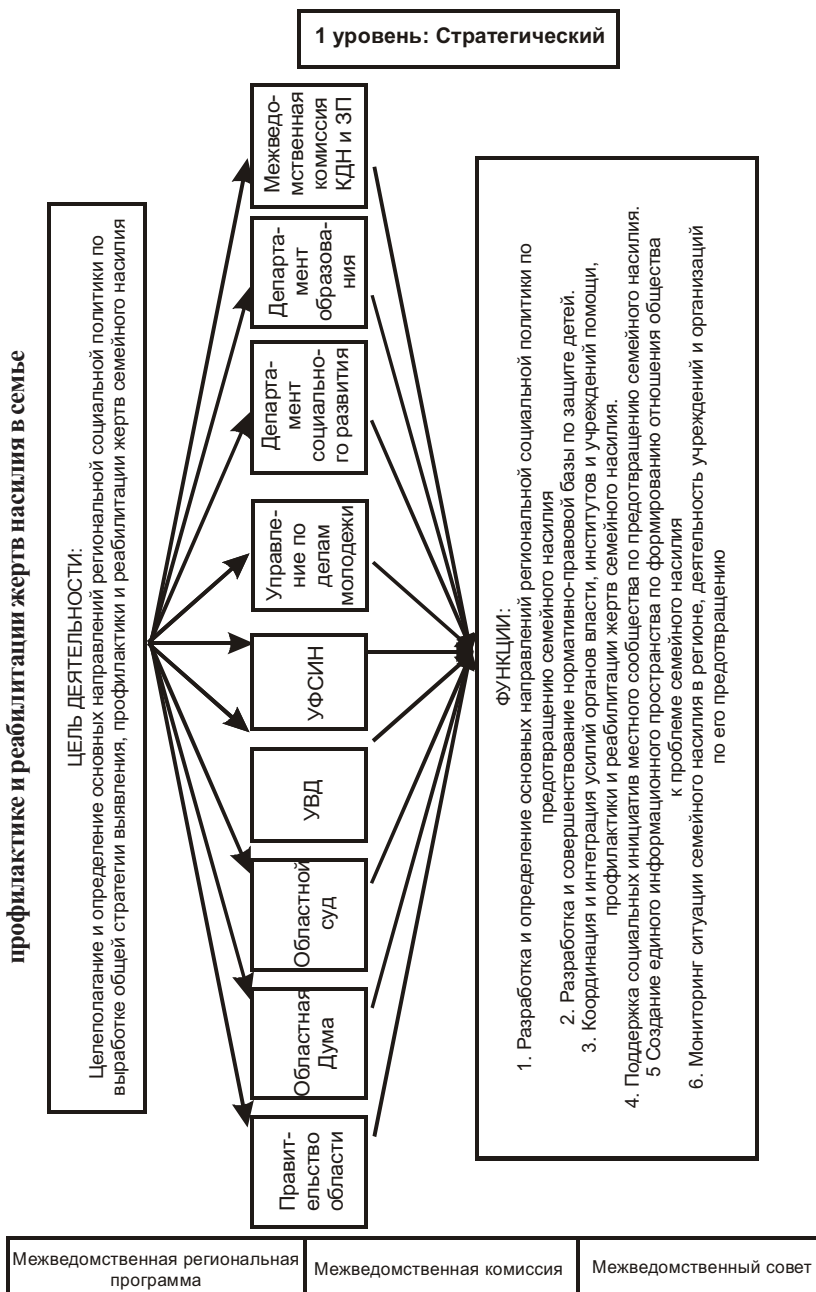 1 уровень: Стратегический
профилактике и реабилитации жертв насилия в семье
ЦЕЛЬ ДЕЯТЕЛЬНОСТИ:
Целеполагание и определение основных направлений региональной социальной политики по
выработке общей стратегии выявления, профилактики и реабилитации жертв семейного насилия
Правит-
ельство
области
Областная
Дума
Областной
суд
УВД
УФСИН
Управле-
ние по
делам
молодежи
Департа-
мент
социально-
го развития
Департа-
мент
образова-
ния
Межведо-
мственная
комиссия
КДН и ЗП
ФУНКЦИИ:
1. Разработка и определение основных направлений региональной социальной политики по
предотвращению семейного насилия
2. Разработка и совершенствование нормативно-правовой базы по защите детей.
3. Координация и интеграция усилий органов власти, институтов и учреждений помощи,
профилактики и реабилитации жертв семейного насилия.
4. Поддержка социальных инициатив местного сообщества по предотвращению семейного насилия.
5 Создание единого информационного пространства по формированию отношения общества
к проблеме семейного насилия
6. Мониторинг ситуации семейного насилия в регионе, деятельность учреждений и организаций
по его предотвращению
Межведомственная региональная
программа
Межведомственная комиссия
Межведомственный совет